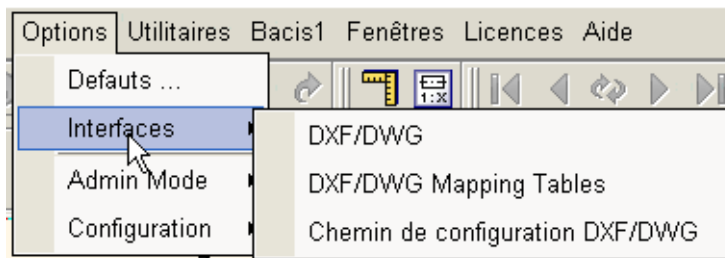 Options Utilitaires Bacis1 Fenêtres Licences Aide
Defauts ...
1:X
Interfaces
DXF/DWG
Admin Mode
DXF/DWG Mapping Tables
Configuration
Chemin de configuration DXF/DWG